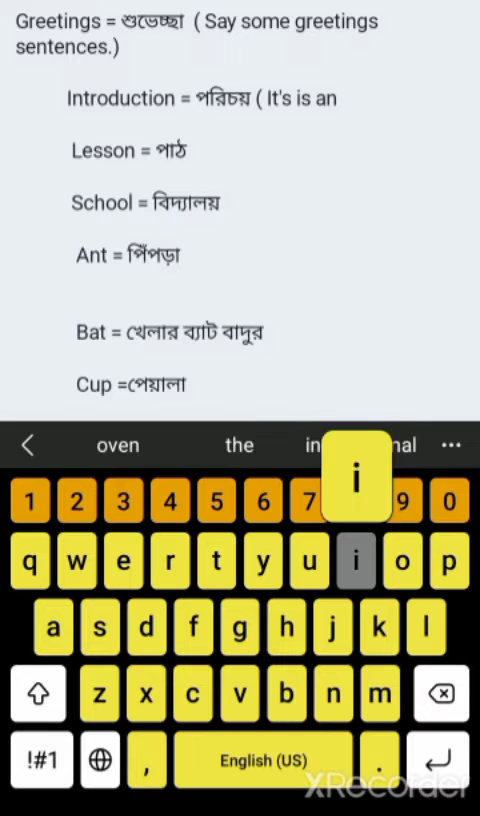 Greetings = শুভেচ্ছা ( Say some greetings
sentences.)
Introduction = পরিচয় ( It's is an
Lesson = পাঠ
School = বিদ্যালয়
Ant = পিঁপড়া
Bat = খেলার ব্যাট বাদুর
Cup =পেয়ালা
oven the
i
1 2 3 4 5 6 7 9 0
q w e r t y u i o p
a s d f g h j k l
z x c v b n m
!#1 , English (US) .
XRecorder